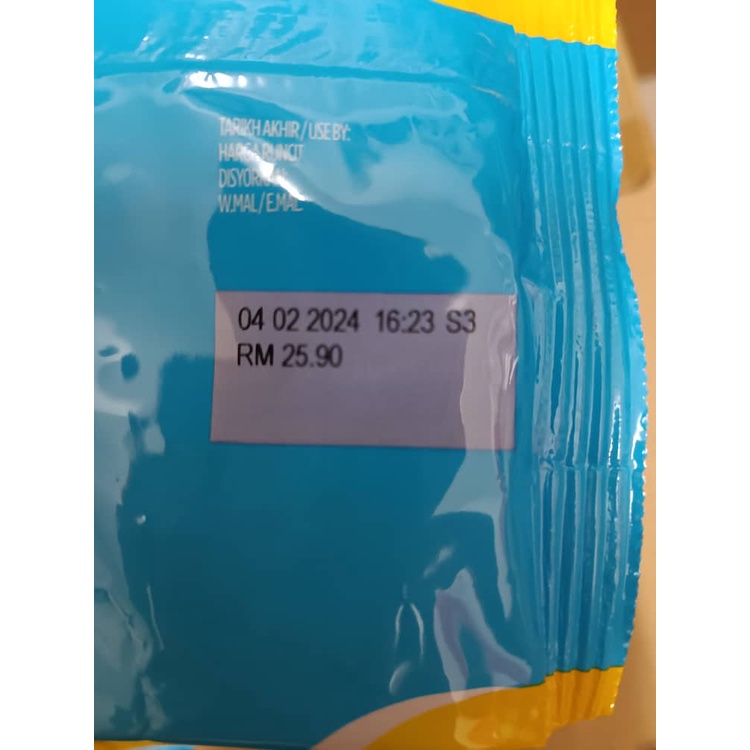 TARIKH AKHIR / USE BY:
HARGA RUNCIT
DISYORKAN
W.MAL / E.MAL
04 02 2024 16:23 S3
RM 25.90